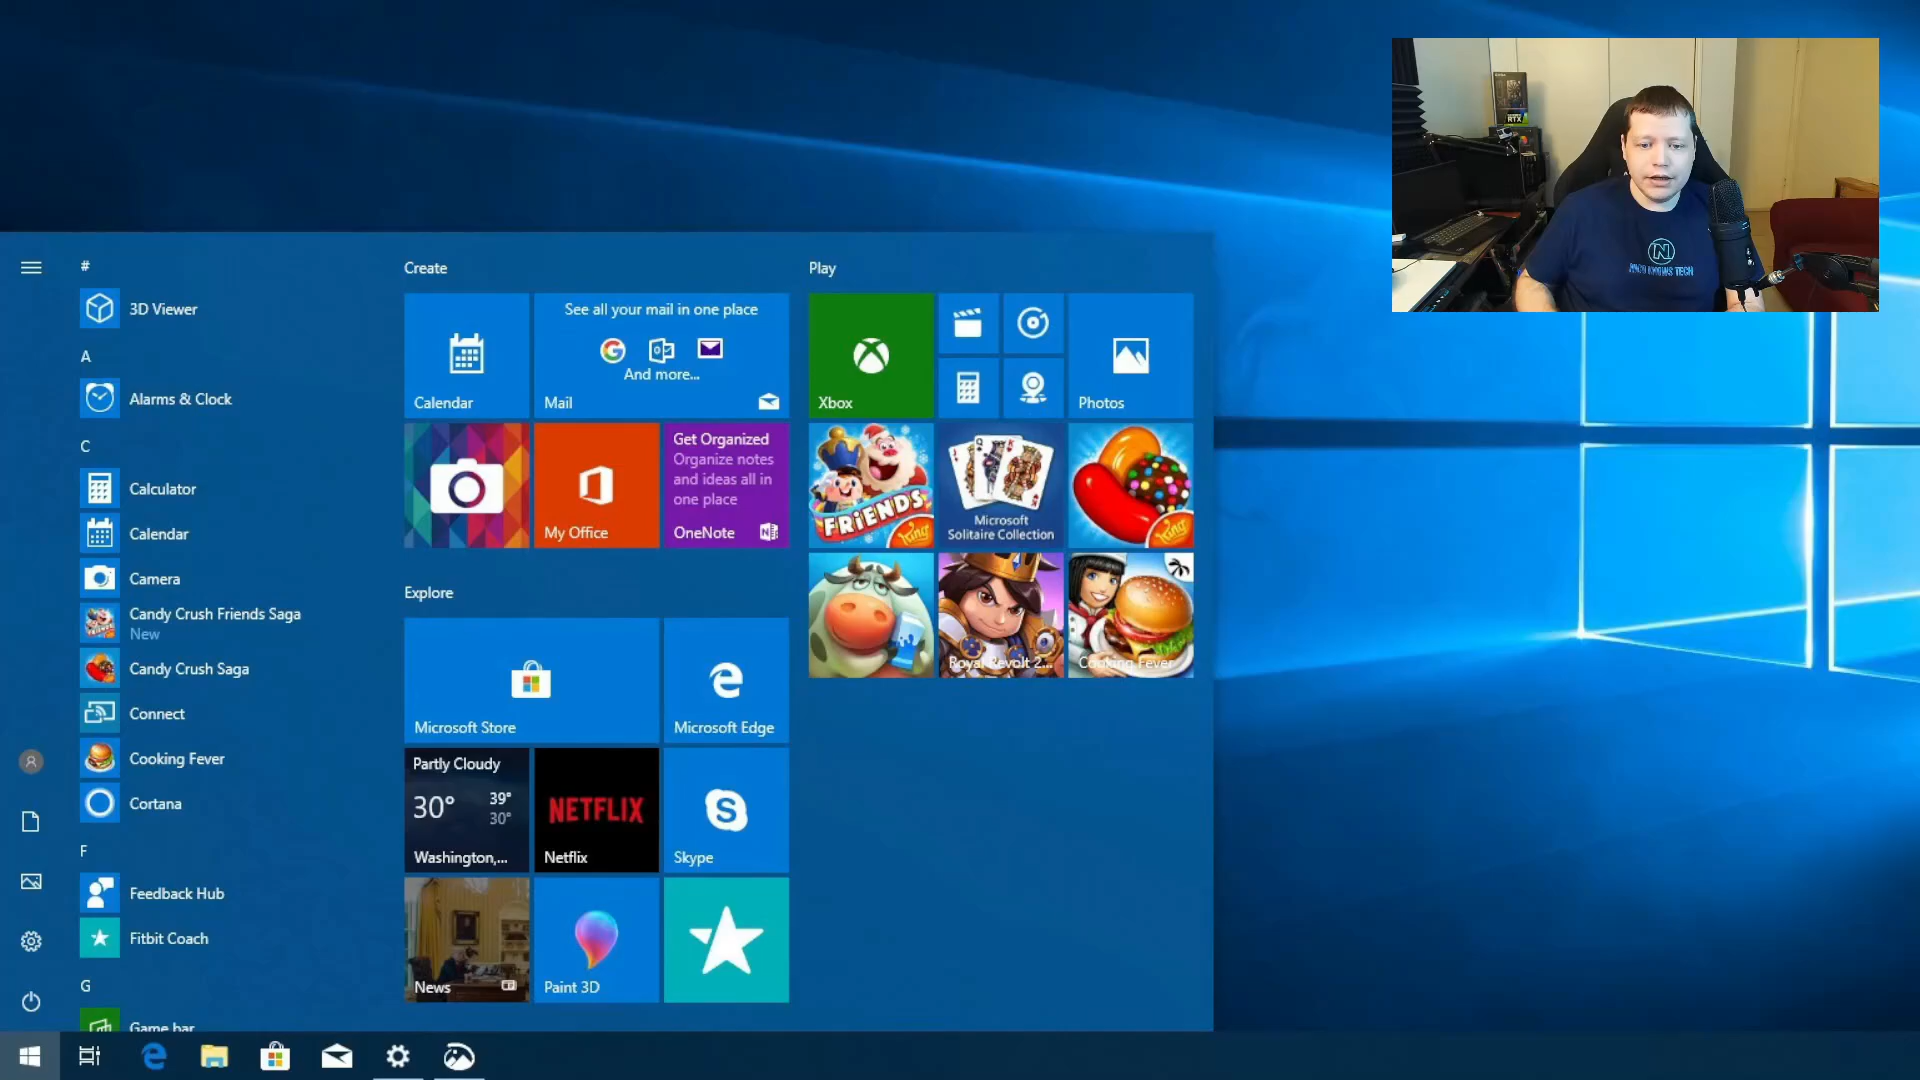 #
3D Viewer
A
Alarms & Clock
C
Calculator
Calendar
Camera
Candy Crush Friends Saga
New
Candy Crush Saga
Connect
Cooking Fever
Cortana
F
Feedback Hub
Fitbit Coach
G
Game bar
Create
Calendar
See all your mail in one place
And more...
Mail
My Office
Get Organized
Organize notes
and ideas all in
one place
OneNote
Explore
Microsoft Store
Microsoft Edge
Partly Cloudy
30°
39°
30°
Washington,...
NETFLIX
Netflix
Skype
News
Paint 3D
Play
Xbox
Photos
FRiENDS
King
Microsoft
Solitaire Collection
King
Royal Revolt 2...
Cooking Fever
RTX
N